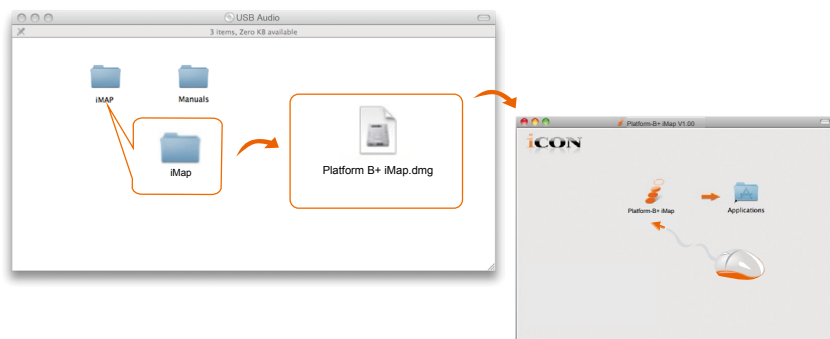 USB Audio
3 items, Zero KB available
iMAP
Manuals
iMap
Platform B+ iMap.dmg
Platform-B+ iMap V1.00
iCON
Platform-B+ iMap
Applications